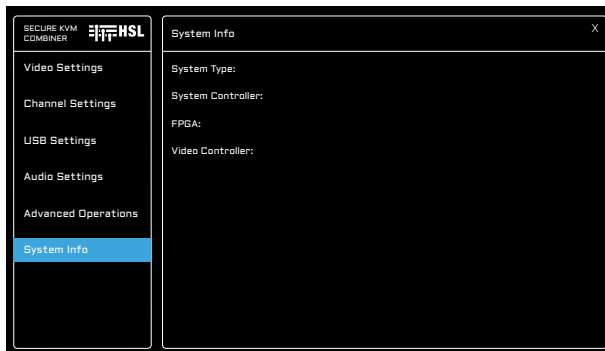 SECURE KVM
COMBINER
HSL
Video Settings
Channel Settings
USB Settings
Audio Settings
Advanced Operations
System Info
System Info
X
System Type:
System Controller:
FPGA:
Video Controller: